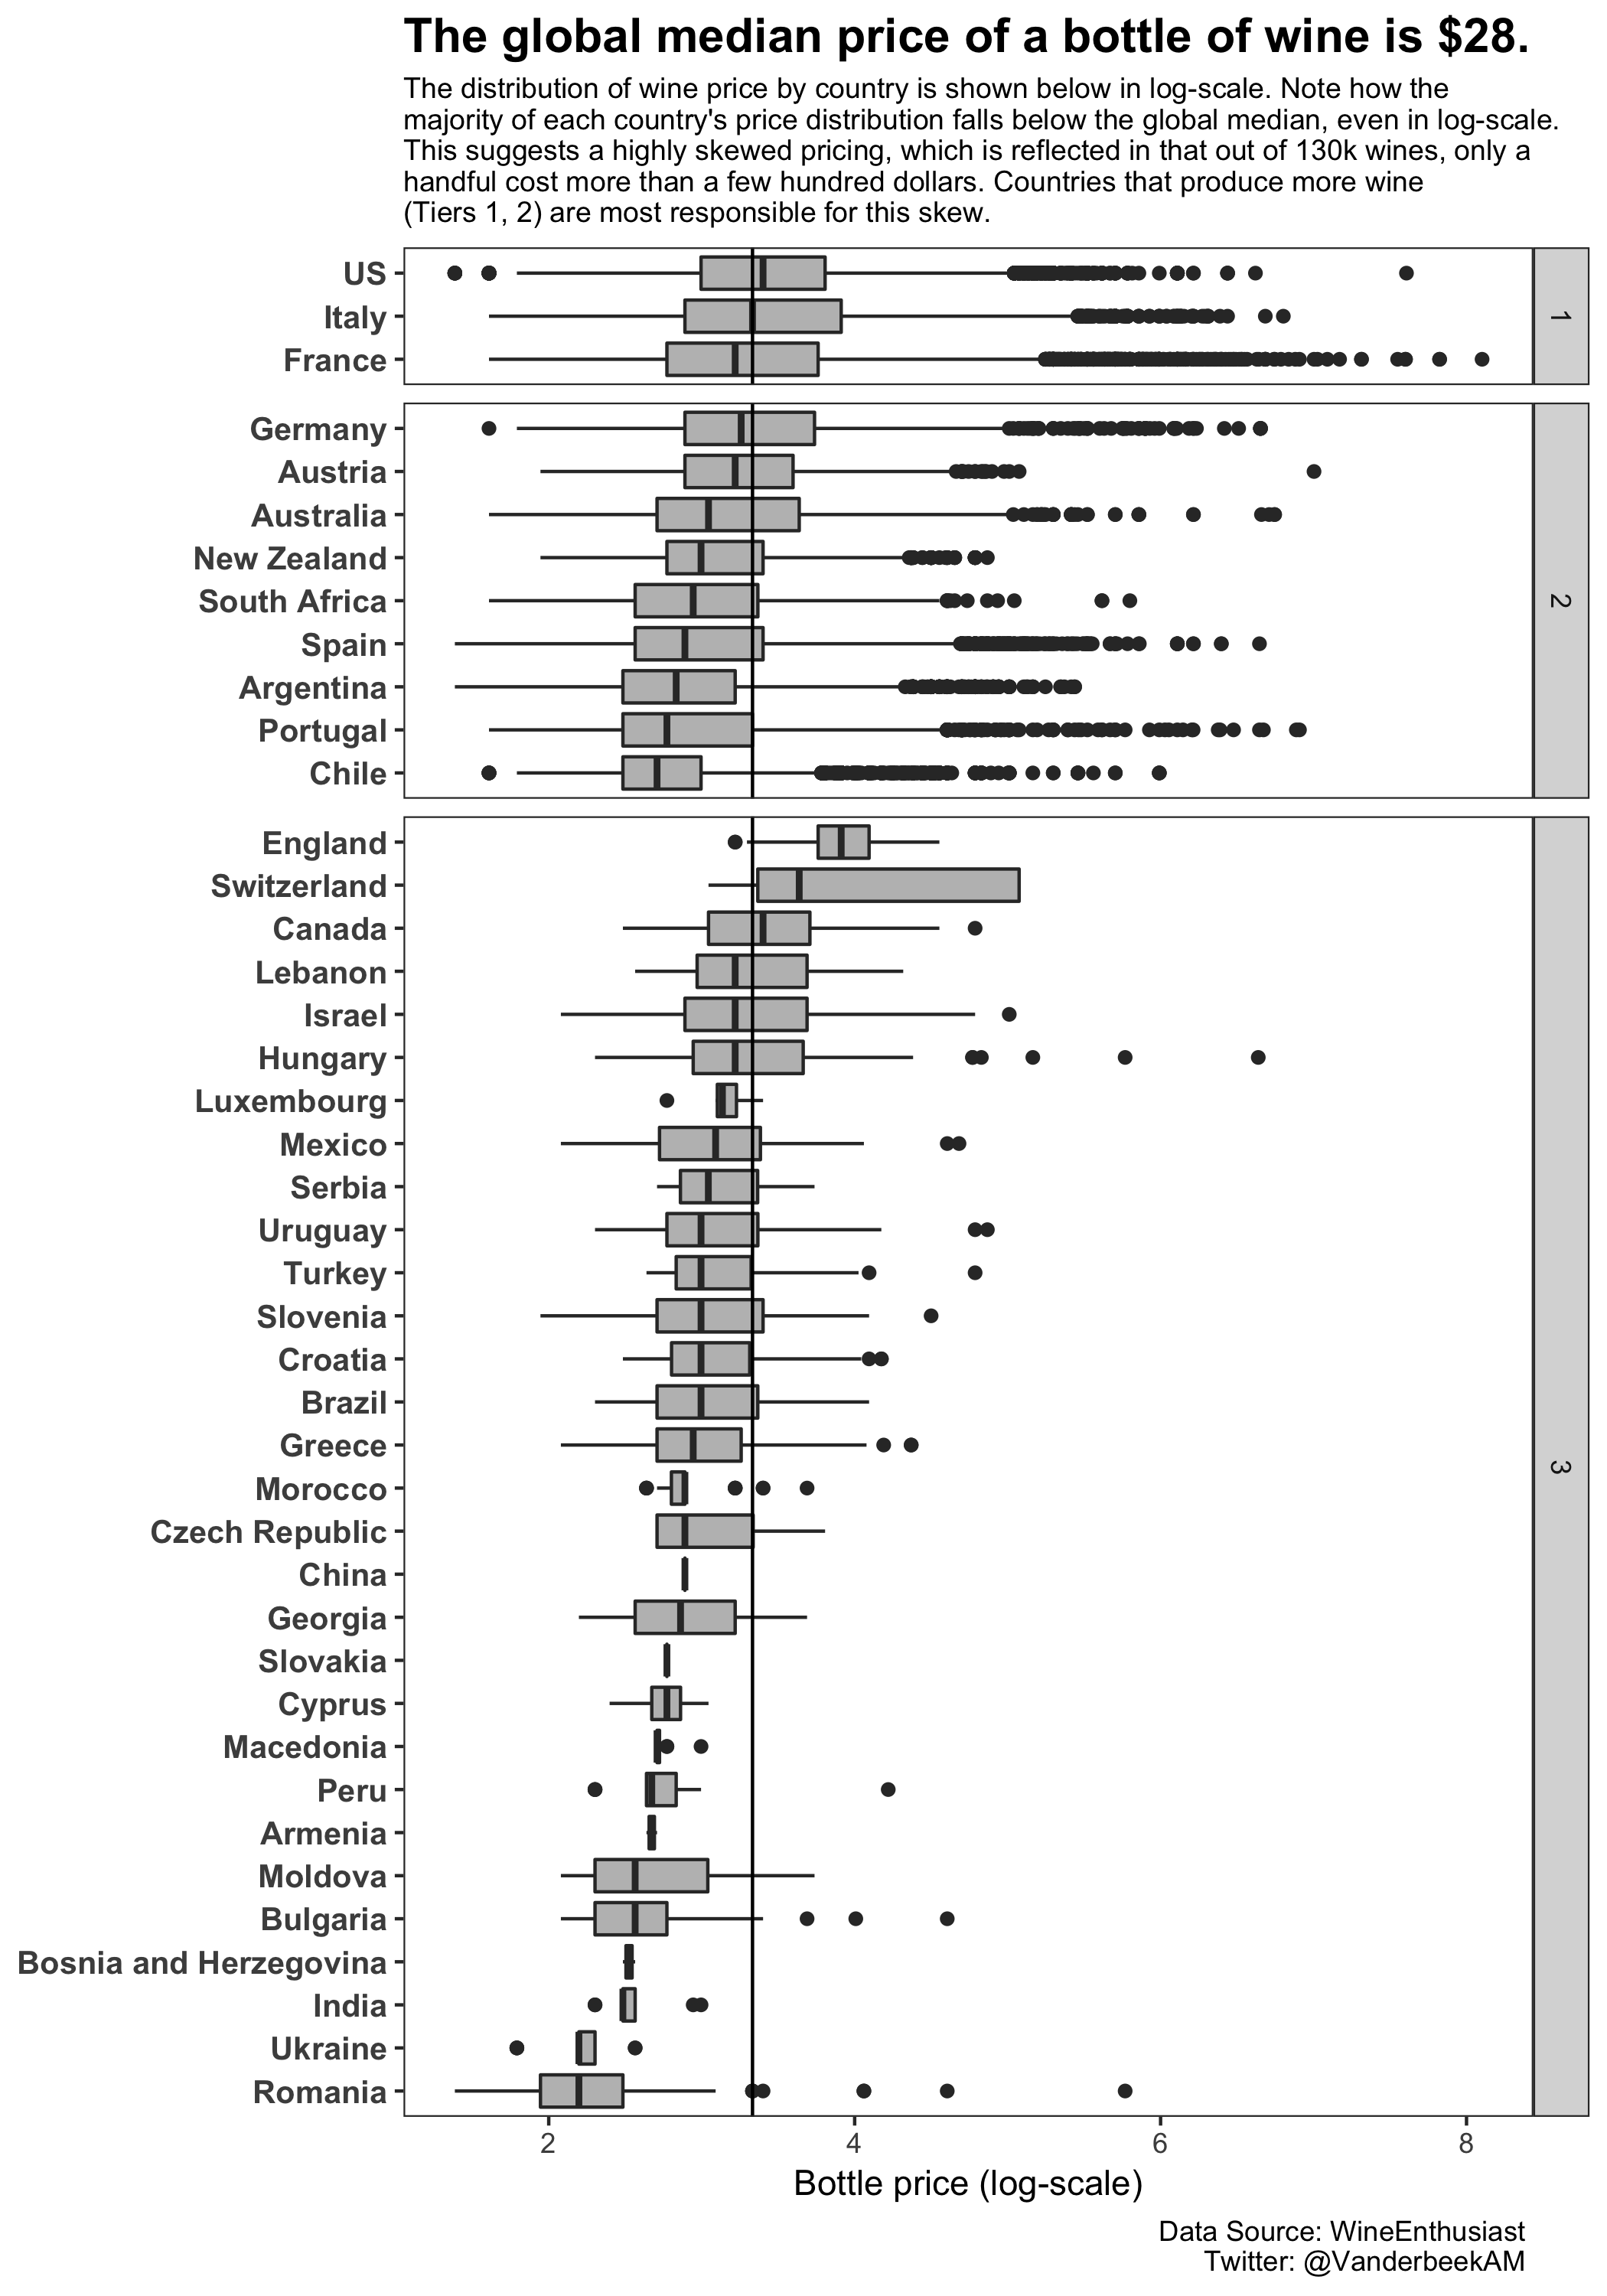 The global median price of a bottle of wine is $28.
The distribution of wine price by country is shown below in log-scale. Note how the
majority of each country's price distribution falls below the global median, even in log-scale.
This suggests a highly skewed pricing, which is reflected in that out of 130k wines, only a
handful cost more than a few hundred dollars. Countries that produce more wine
(Tiers 1, 2) are most responsible for this skew.
US
Italy
France
1
Germany
Austria
Australia
New Zealand
South Africa
Spain
Argentina
Portugal
Chile
2
England
Switzerland
Canada
Lebanon
Israel
Hungary
Luxembourg
Mexico
Serbia
Uruguay
Turkey
Slovenia
Croatia
Brazil
Greece
Morocco
Czech Republic
China
Georgia
Slovakia
Cyprus
Macedonia
Peru
Armenia
Moldova
Bulgaria
Bosnia and Herzegovina
India
Ukraine
Romania
3
2 4 6 8
Bottle price (log-scale)
Data Source: WineEnthusiast
Twitter: @VanderbeekAM